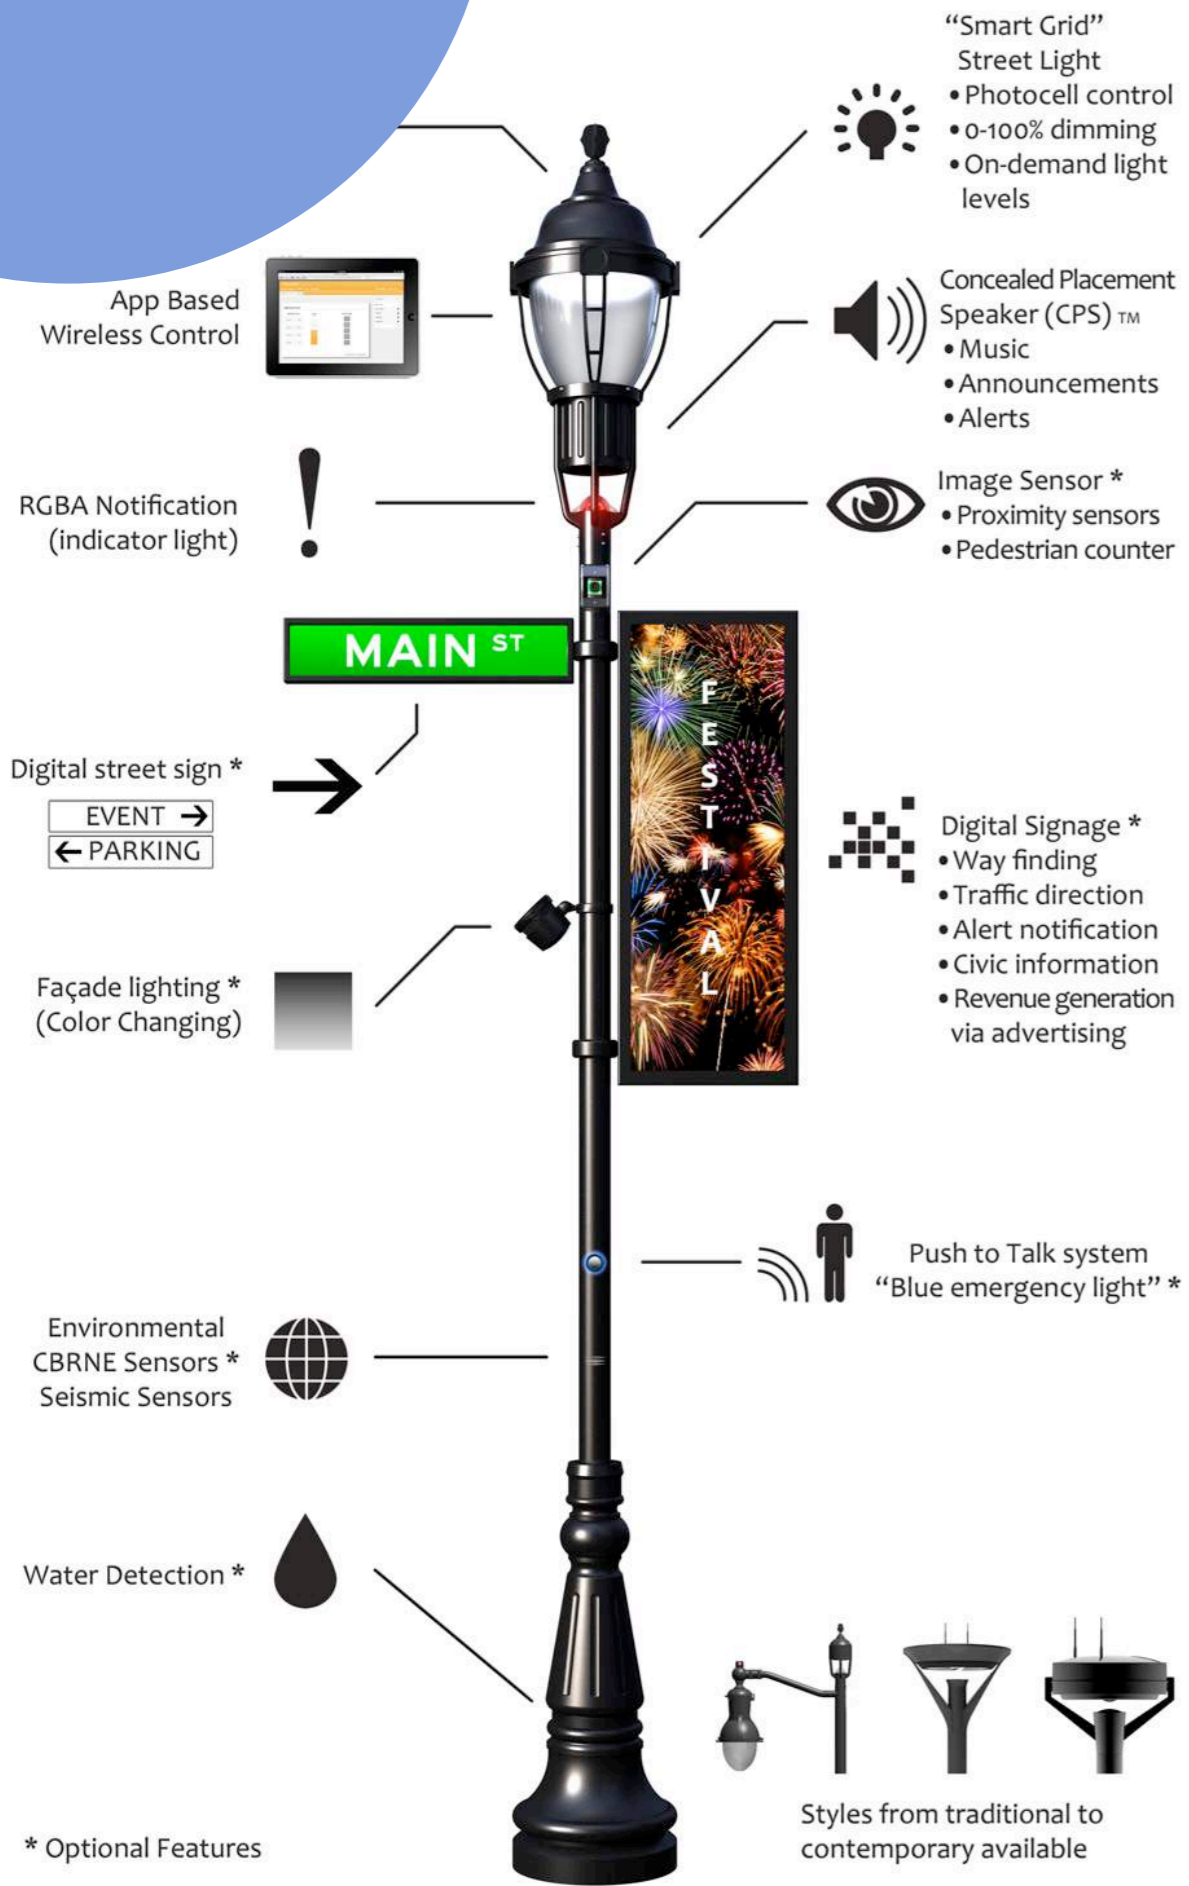 “Smart Grid”
Street Light
• Photocell control
• 0-100% dimming
• On-demand light
levels
App Based
Wireless Control
Concealed Placement
Speaker (CPS) TM
• Music
• Announcements
• Alerts
RGBA Notification
(indicator light)
Image Sensor *
• Proximity sensors
• Pedestrian counter
MAIN ST
FESTIVAL
Digital street sign *
EVENT →
← PARKING
Digital Signage *
• Way finding
• Traffic direction
• Alert notification
• Civic information
• Revenue generation
via advertising
Façade lighting *
(Color Changing)
Push to Talk system
“Blue emergency light” *
Environmental
CBRNE Sensors *
Seismic Sensors
Water Detection *
Styles from traditional to
contemporary available
* Optional Features